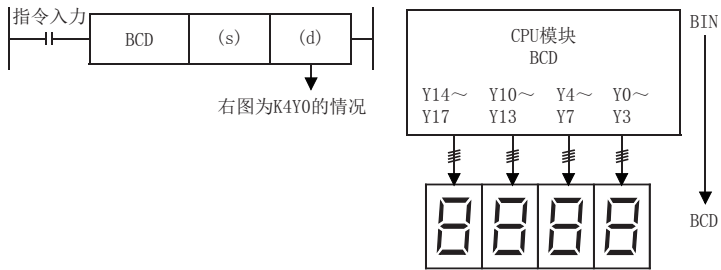 指令入力
BCD
(s)
(d)
右图为K4Y0的情况
CPU模块
BCD
Y14～
Y17
Y10～
Y13
Y4～
Y7
Y0～
Y3
BIN
BCD
8888